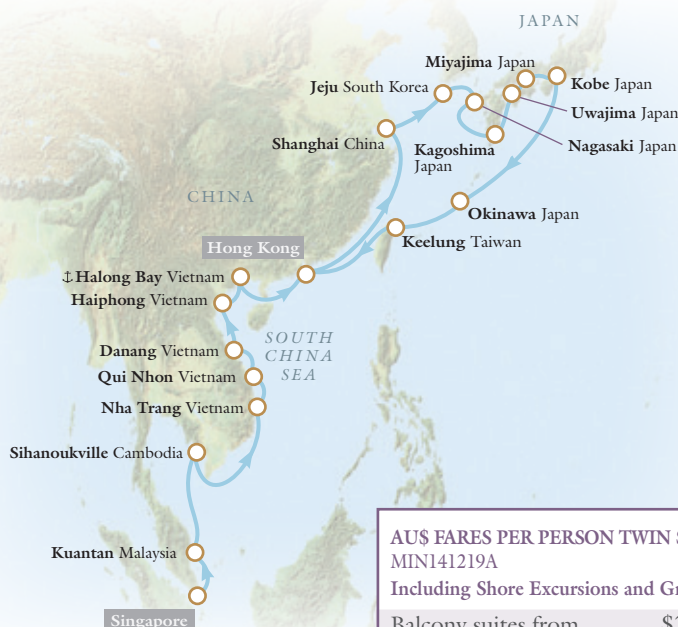 JAPAN
Miyajima Japan
Kobe Japan
Jeju South Korea
Uwajima Japan
Shanghai China
Kagoshima
Japan
Nagasaki Japan
CHINA
Okinawa Japan
Hong Kong
Keelung Taiwan
Halong Bay Vietnam
Haiphong Vietnam
SOUTH
CHINA
SEA
Danang Vietnam
Qui Nhon Vietnam
Nha Trang Vietnam
Sihanoukville Cambodia
Kuantan Malaysia
Singapore
AU$ FARES PER PERSON TWIN
MIN141219A
Including Shore Excursions and
Balcony suites from